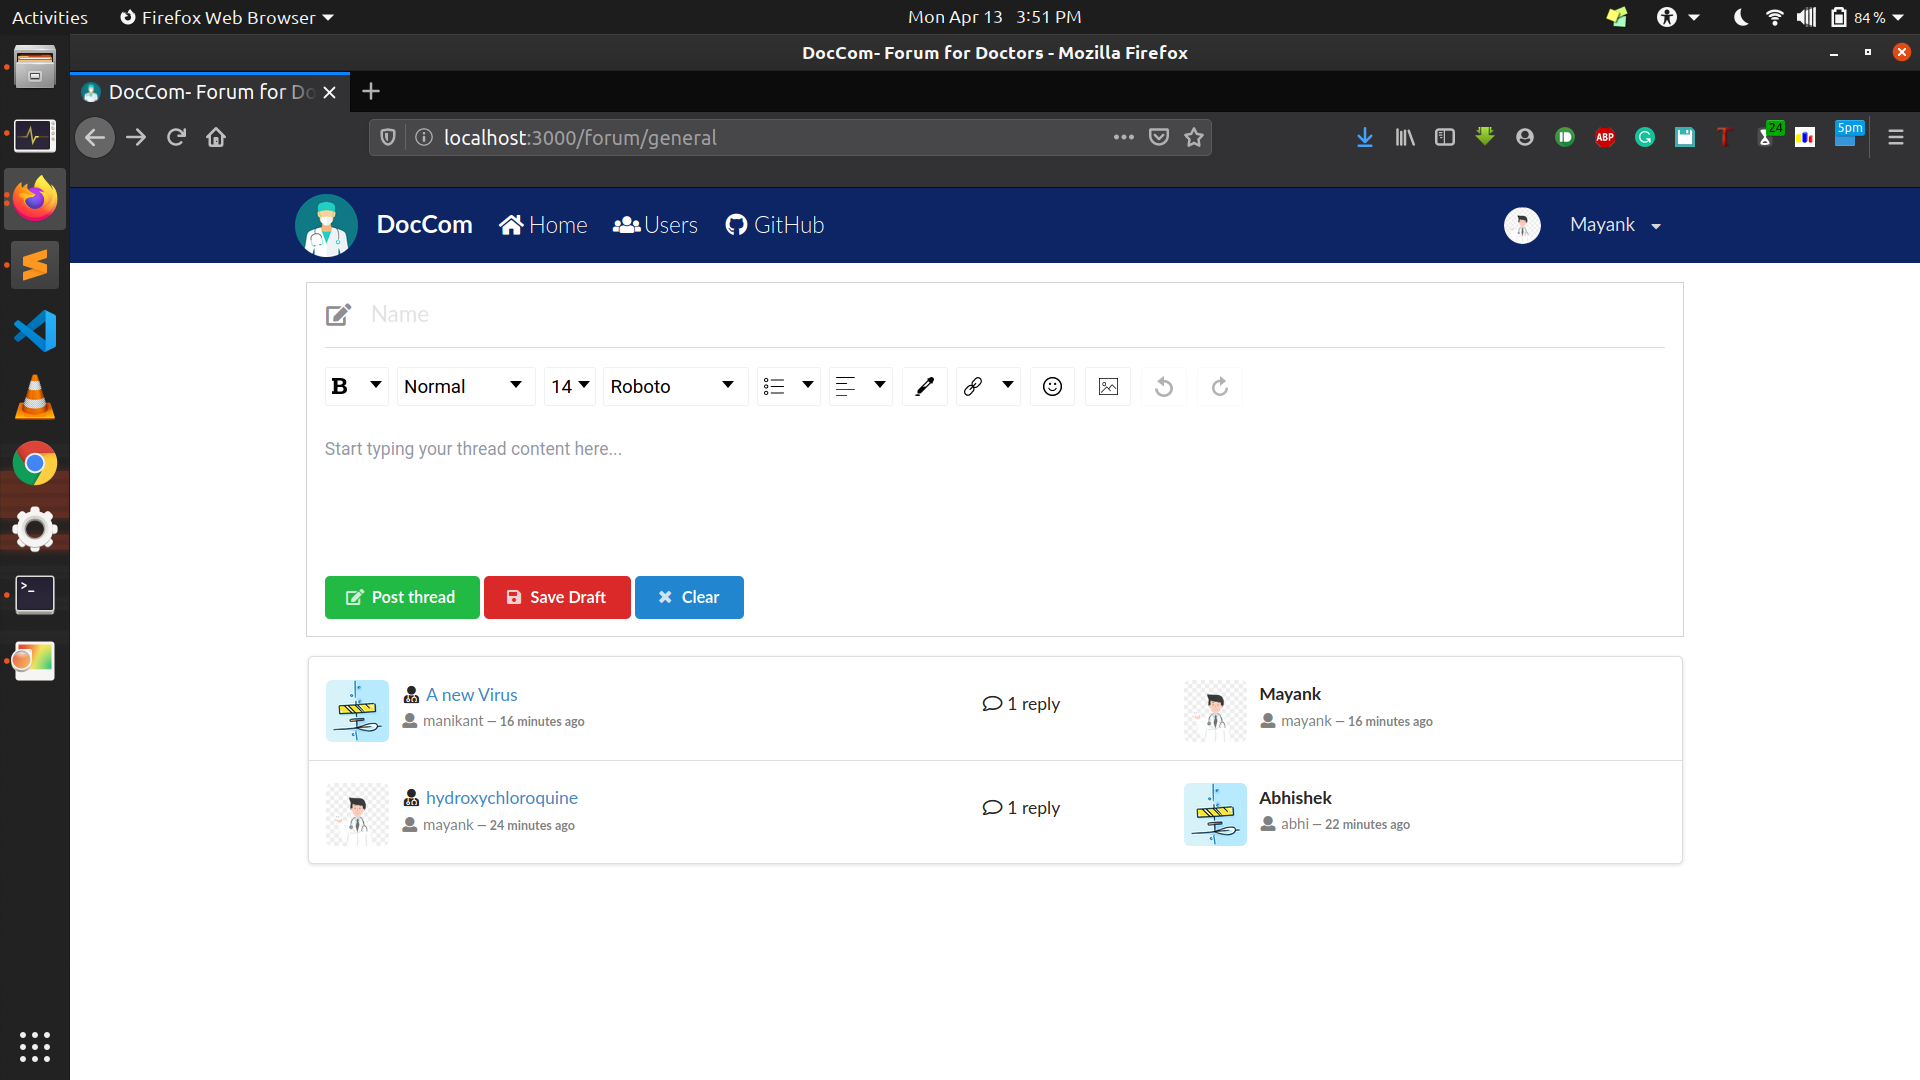 Activities Firefox Web Browser Mon Apr 13 3:51 PM 84 %
DocCom- Forum for Doctors - Mozilla Firefox
DocCom- Forum for Do
localhost:3000/forum/general ABP 24 5pm
DocCom Home Users GitHub Mayank
Name
B Normal 14 Roboto
Start typing your thread content here...
Post thread Save Draft Clear
A new Virus 1 reply Mayank
manikant – 16 minutes ago mayank – 16 minutes ago
hydroxychloroquine 1 reply Abhishek
mayank – 24 minutes ago abhi – 22 minutes ago